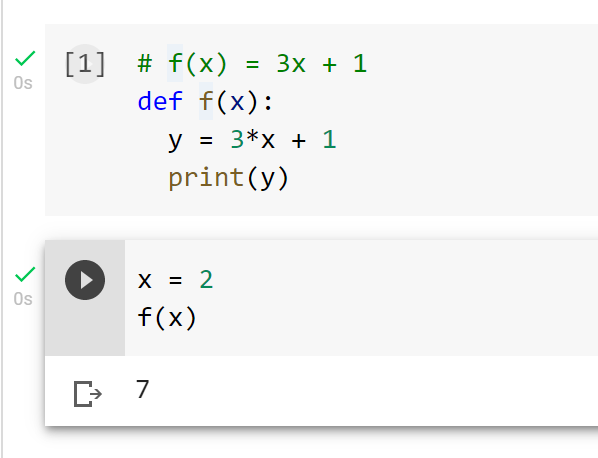 [1] # f(x) = 3x + 1
0s
def f(x):
y = 3*x + 1
print(y)
x = 2
0s
f(x)
7